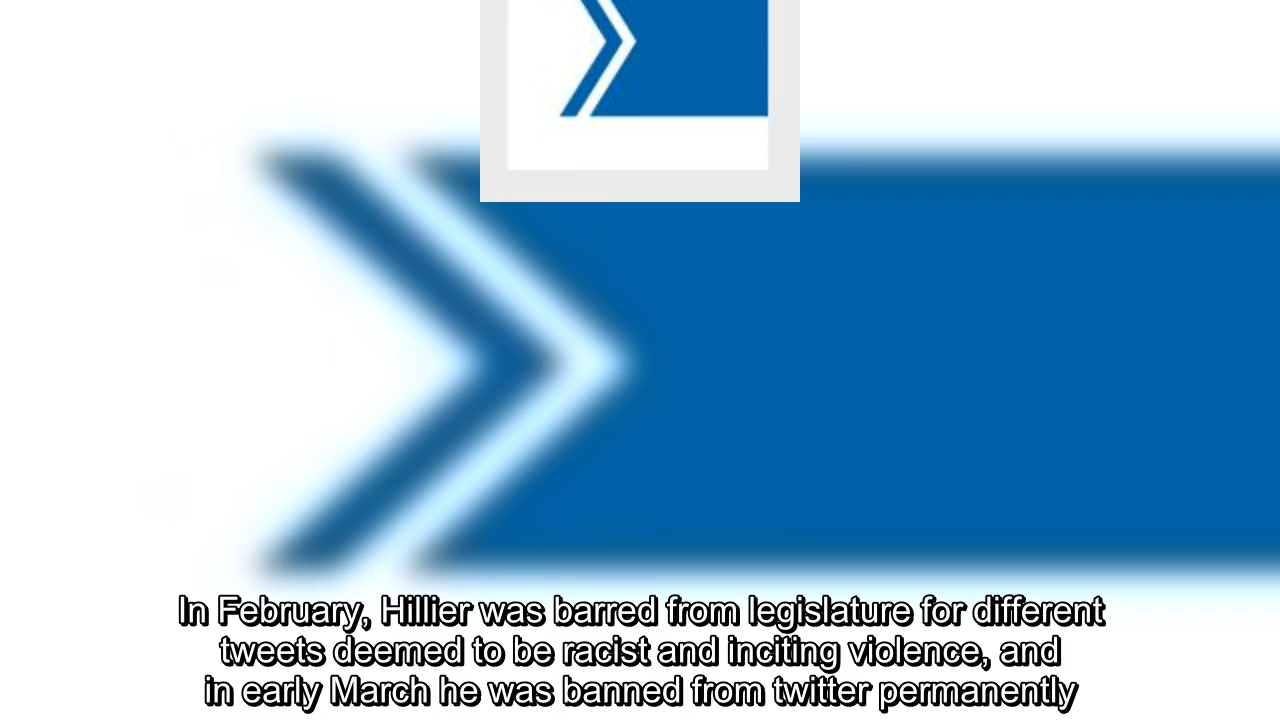 In February, Hillier was barred from legislature for different
tweets deemed to be racist and inciting violence, and
in early March he was banned from twitter permanently